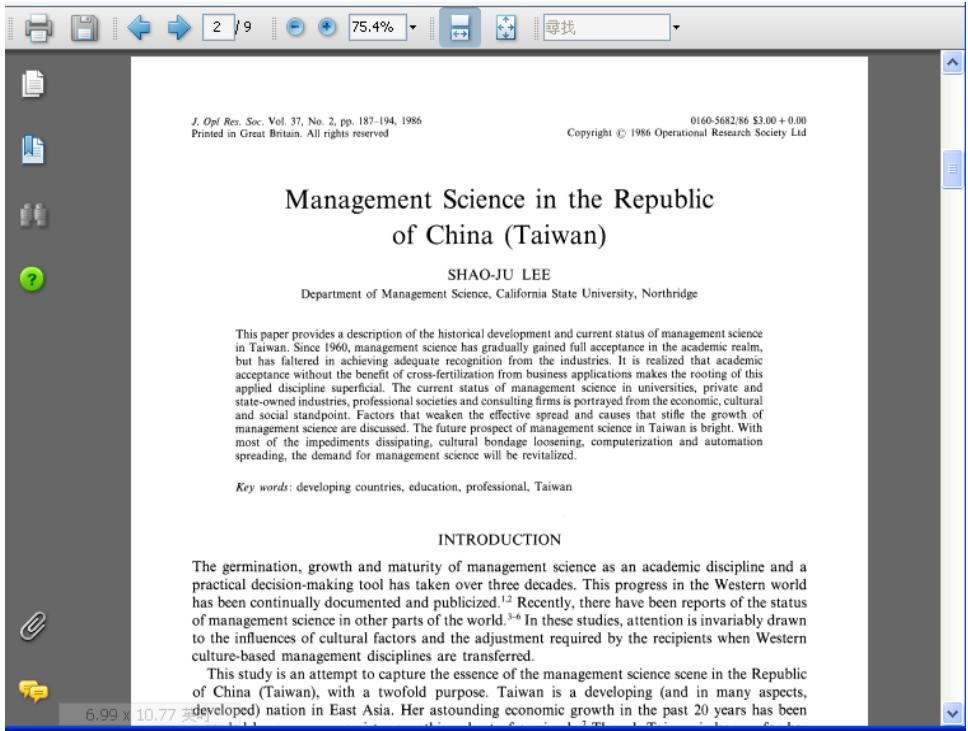 2 / 9
75.4%
尋找
J. Opl Res. Soc. Vol. 37, No. 2, pp. 187–194, 1986
0160-5682/86 $3.00 + 0.00
Printed in Great Britain. All rights reserved
Copyright © 1986 Operational Research Society Ltd
Management Science in the Republic
of China (Taiwan)
SHAO-JU LEE
Department of Management Science, California State University, Northridge
This paper provides a description of the historical development and current status of management science
in Taiwan. Since 1960, management science has gradually gained full acceptance in the academic realm,
but has faltered in achieving adequate recognition from the industries. It is realized that academic
acceptance without the benefit of cross-fertilization from business applications makes the rooting of this
applied discipline superficial. The current status of management science in universities, private and
state-owned industries, professional societies and consulting firms is portrayed from the economic, cultural
and social standpoint. Factors that weaken the effective spread and causes that stifle the growth of
management science are discussed. The future prospect of management science in Taiwan is bright. With
most of the impediments dissipating, cultural bondage loosening, computerization and automation
spreading, the demand for management science will be revitalized.
Key words: developing countries, education, professional, Taiwan
INTRODUCTION
The germination, growth and maturity of management science as an academic discipline and a
practical decision-making tool has taken over three decades. This progress in the Western world
has been continually documented and publicized.1,2 Recently, there have been reports of the status
of management science in other parts of the world.3–6 In these studies, attention is invariably drawn
to the influences of cultural factors and the adjustment required by the recipients when Western
culture-based management disciplines are transferred.
This study is an attempt to capture the essence of the management science scene in the Republic
of China (Taiwan), with a twofold purpose. Taiwan is a developing (and in many aspects,
developed) nation in East Asia. Her astounding economic growth in the past 20 years has been
6.99 x 10.77 英吋